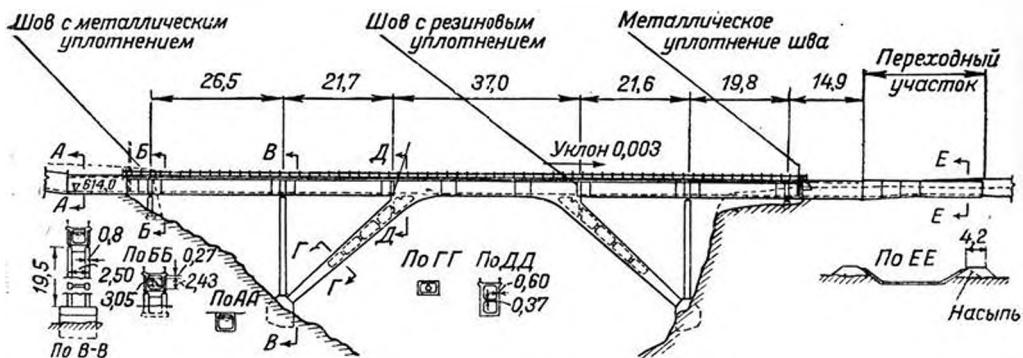 Шов с металлическим
уплотнением
Шов с резиновым
уплотнением
Металлическое
уплотнение шва
Переходный
участок
26,5
21,7
37,0
21,6
19,8
14,9
А
Б
В
Д
Уклон 0,003
Е
614,0
А
Б
Д
Е
0,8
2,50
19,5
По ББ
0,27
2,43
3,05
По АА
Г
Г
По ГГ
По ДД
0,60
0,37
По ЕЕ
4,2
Насыпь
В
По В-В